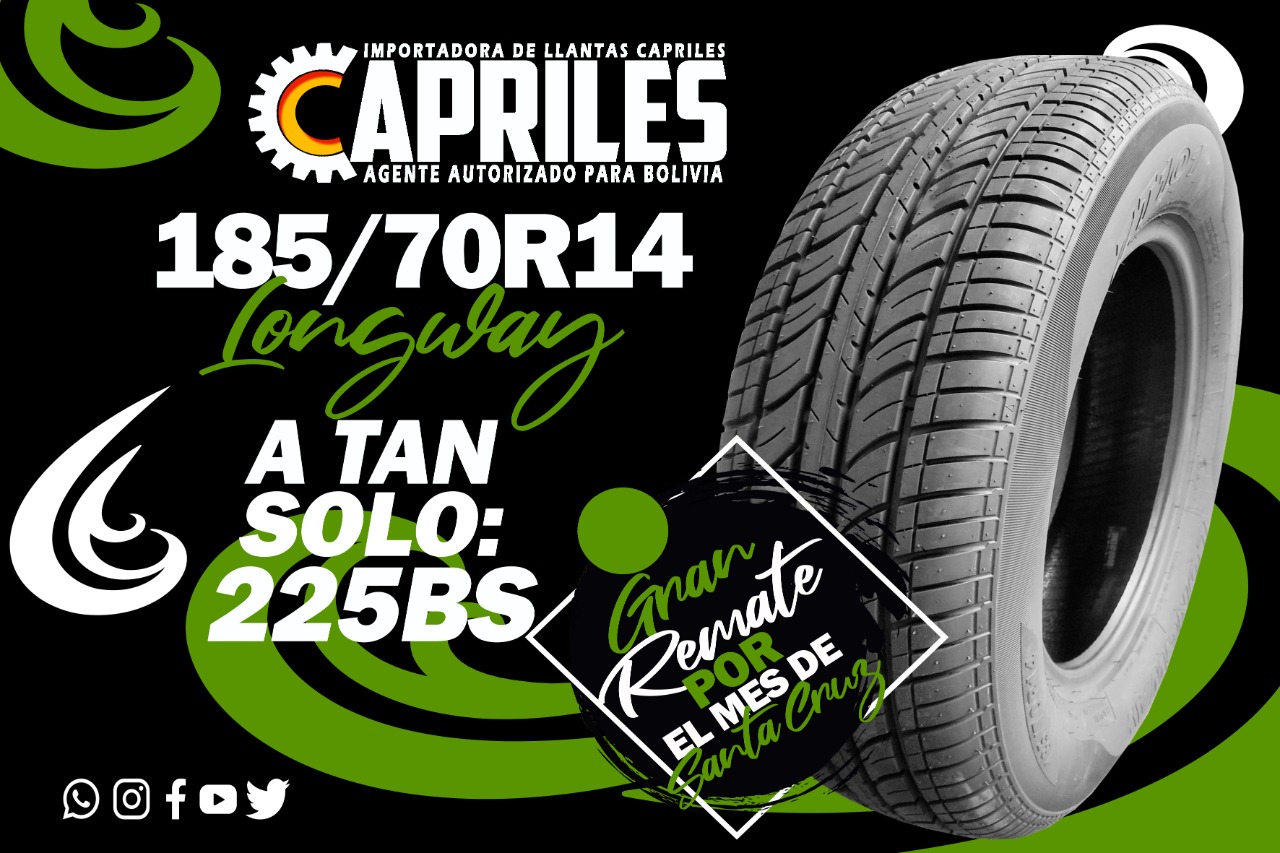 IMPORTADORA DE LLANTAS CAPRILES
CAPRILES
AGENTE AUTORIZADO PARA BOLIVIA
185/70R14
Longway
A TAN
SOLO:
225BS
Gran
Remate
POR
EL MES DE
Santa Cruz